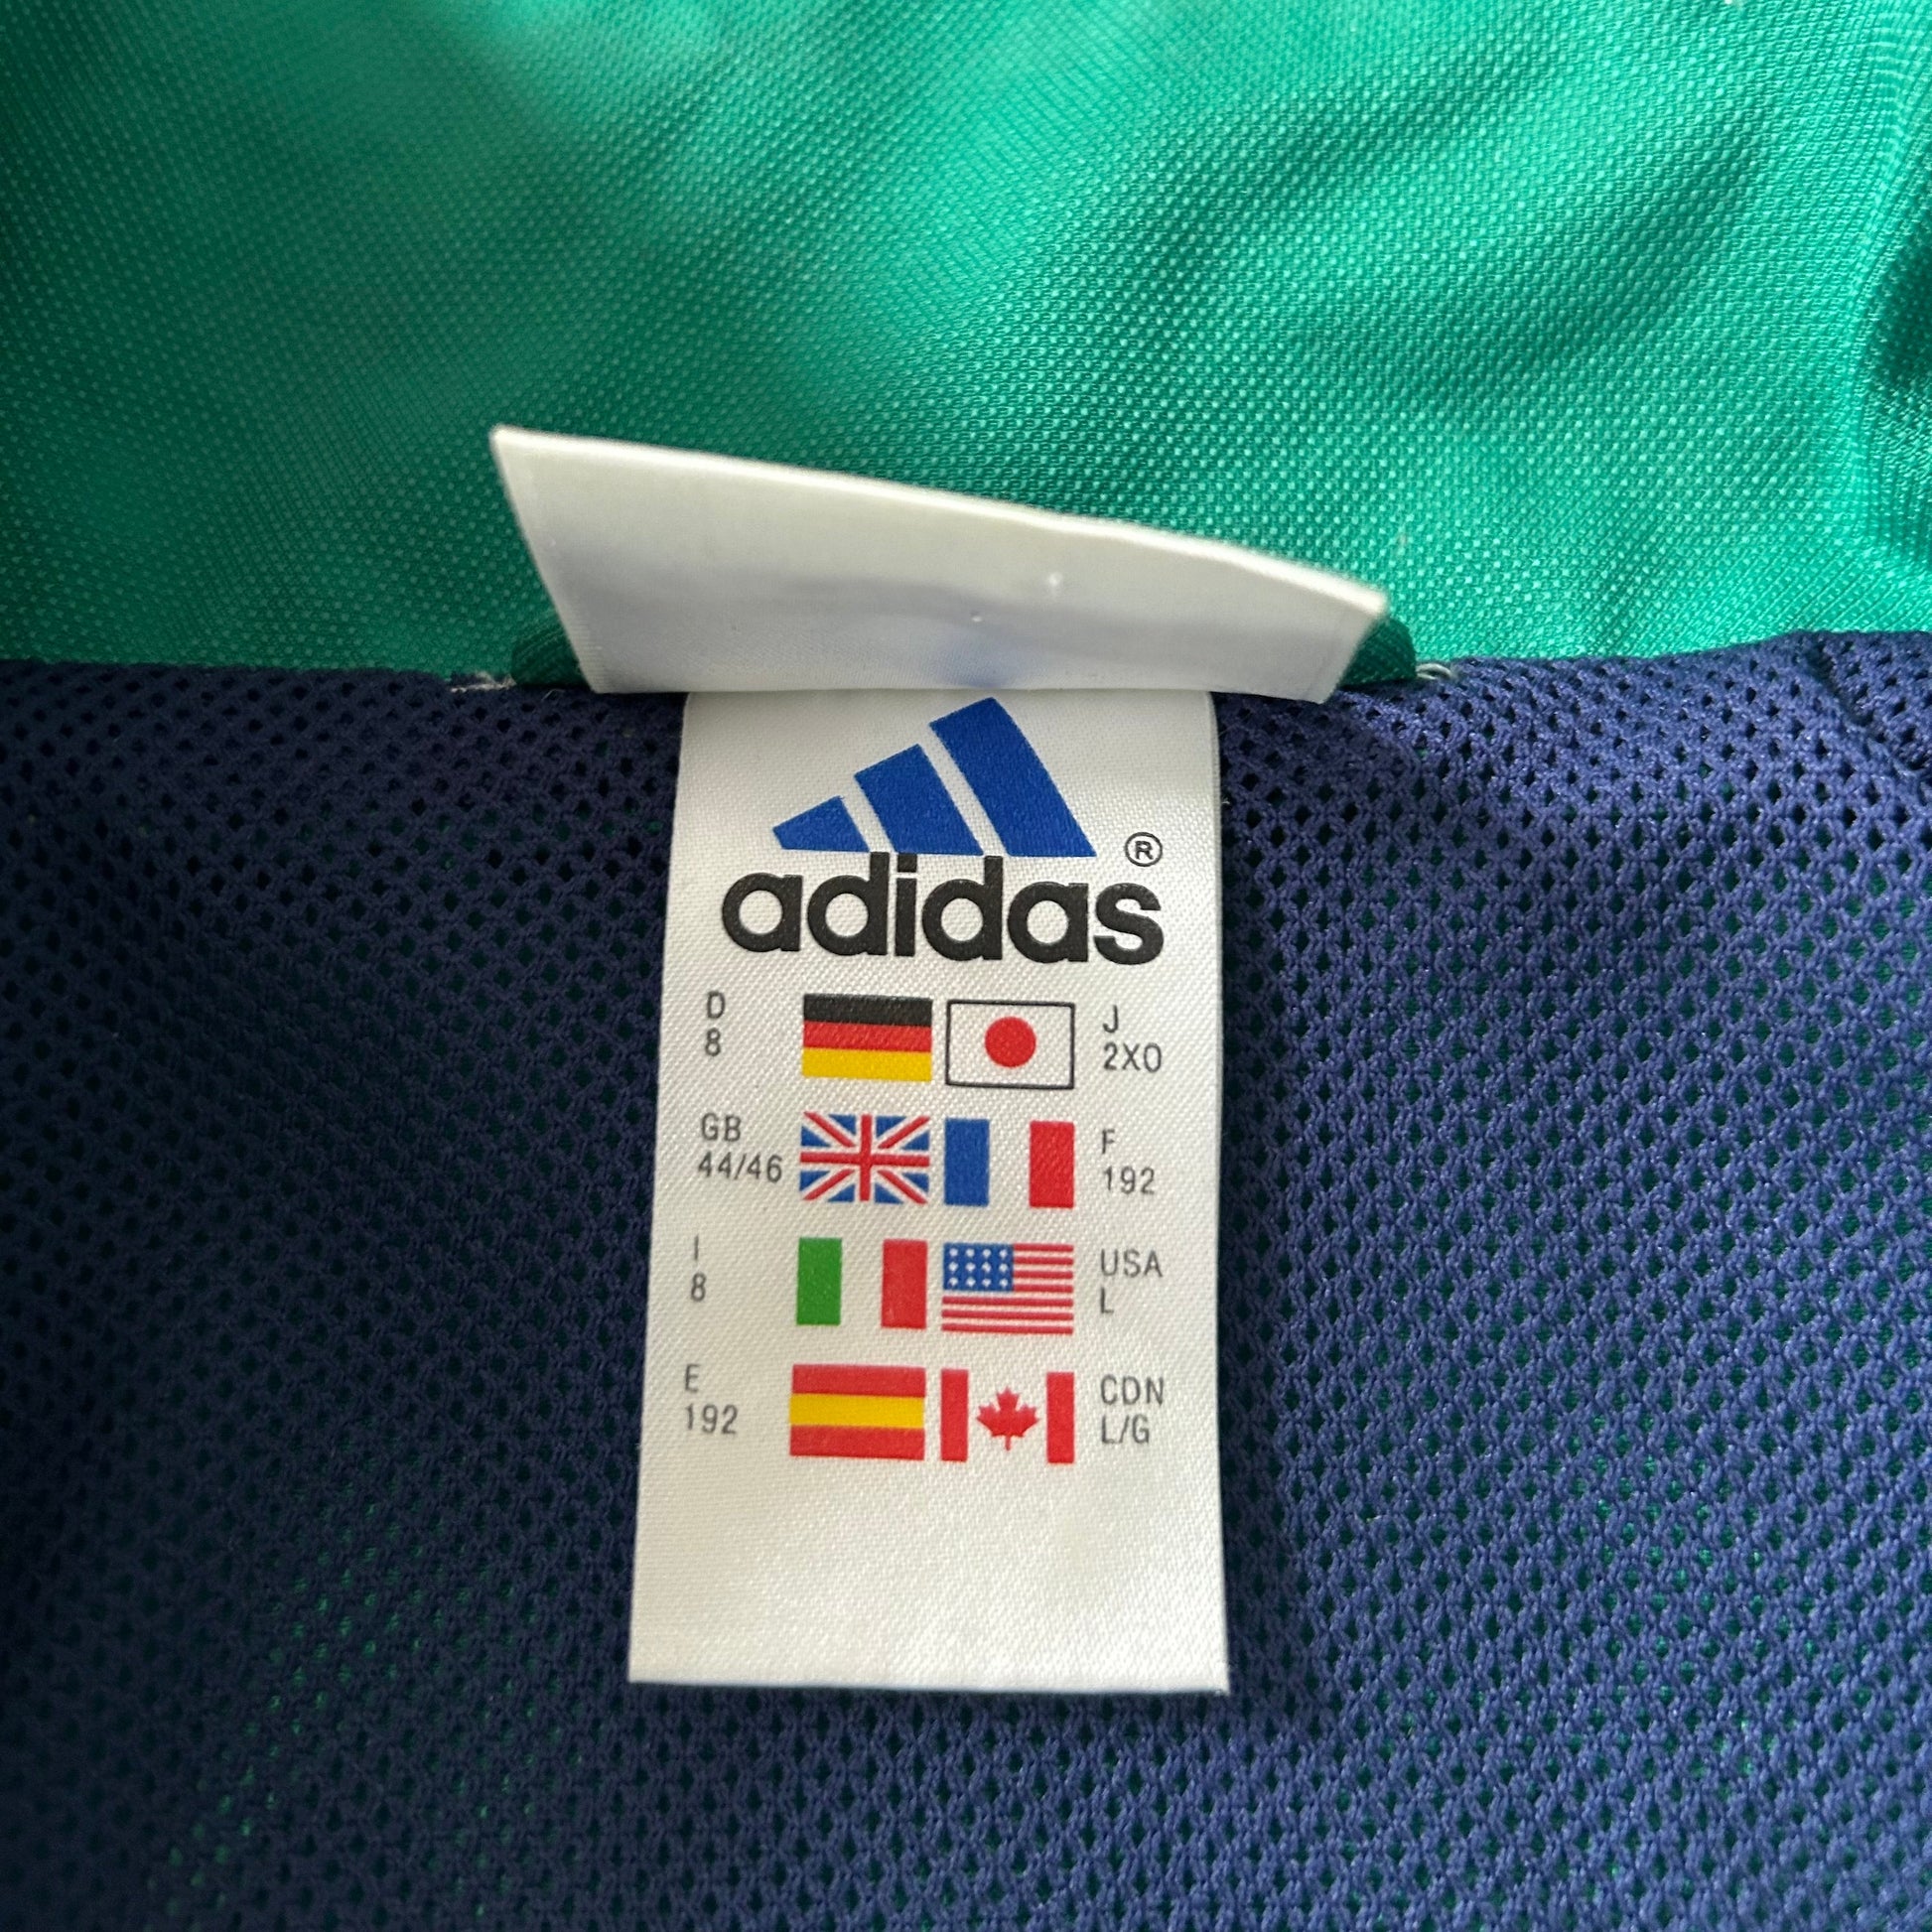 ®
adidas
D
8
J
2XO
GB
44/46
F
192
I
8
USA
L
E
192
CDN
L/G